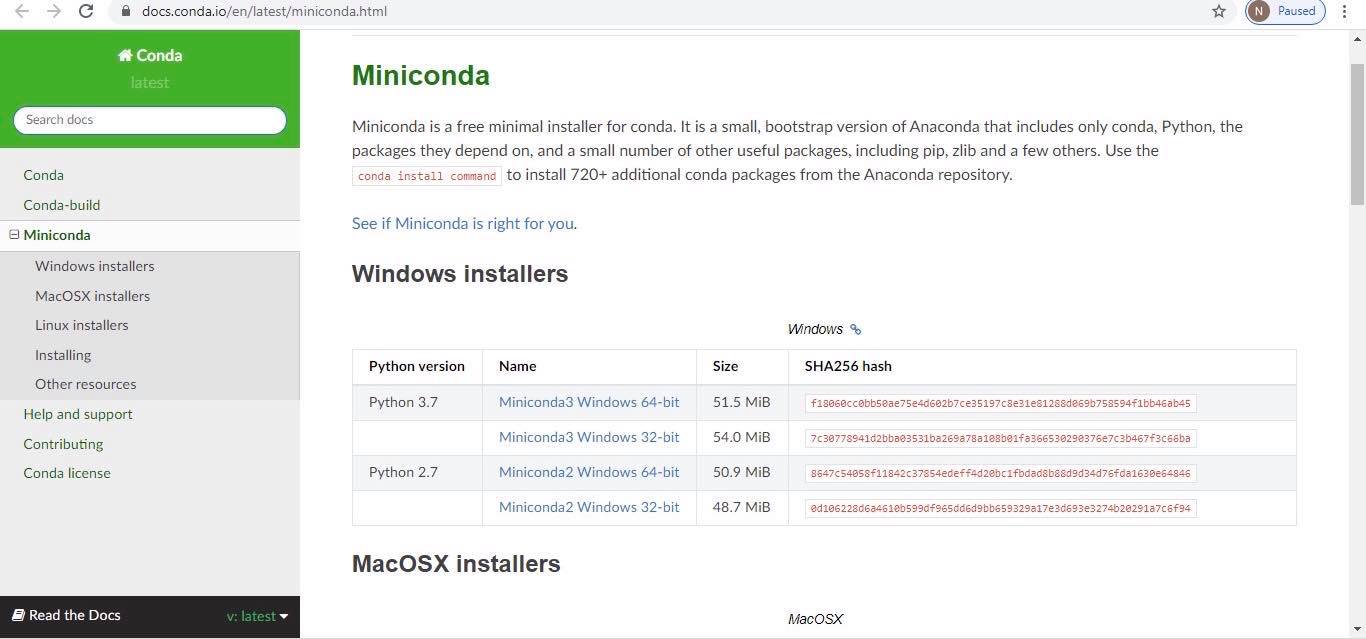 docs.conda.io/en/latest/miniconda.html
N Paused
Conda
latest
Search docs
Conda
Conda-build
Miniconda
Windows installers
MacOSX installers
Linux installers
Installing
Other resources
Help and support
Contributing
Conda license
Read the Docs
v: latest
Miniconda
Miniconda is a free minimal installer for conda. It is a small, bootstrap version of Anaconda that includes only conda, Python, the
packages they depend on, and a small number of other useful packages, including pip, zlib and a few others. Use the
conda install command to install 720+ additional conda packages from the Anaconda repository.
See if Miniconda is right for you.
Windows installers
Windows
Python version Name Size SHA256 hash
Python 3.7 Miniconda3 Windows 64-bit 51.5 MiB f18060cc0bb50ae75e4d602b7ce35197c8e31e81288d069b758594f1bb46ab45
Miniconda3 Windows 32-bit 54.0 MiB 7c30778941d2bba03531ba269a78a108b01fa366530290376e7c3b467f3c66ba
Python 2.7 Miniconda2 Windows 64-bit 50.9 MiB 8647c54058f11842c37854edeff4d20bc1fbdad8b88d9d34d76fda1630e64846
Miniconda2 Windows 32-bit 48.7 MiB 0d106228d6a4610b599df965dd6d9bb659329a17e3d693e3274b20291a7c6f94
MacOSX installers
MacOSX